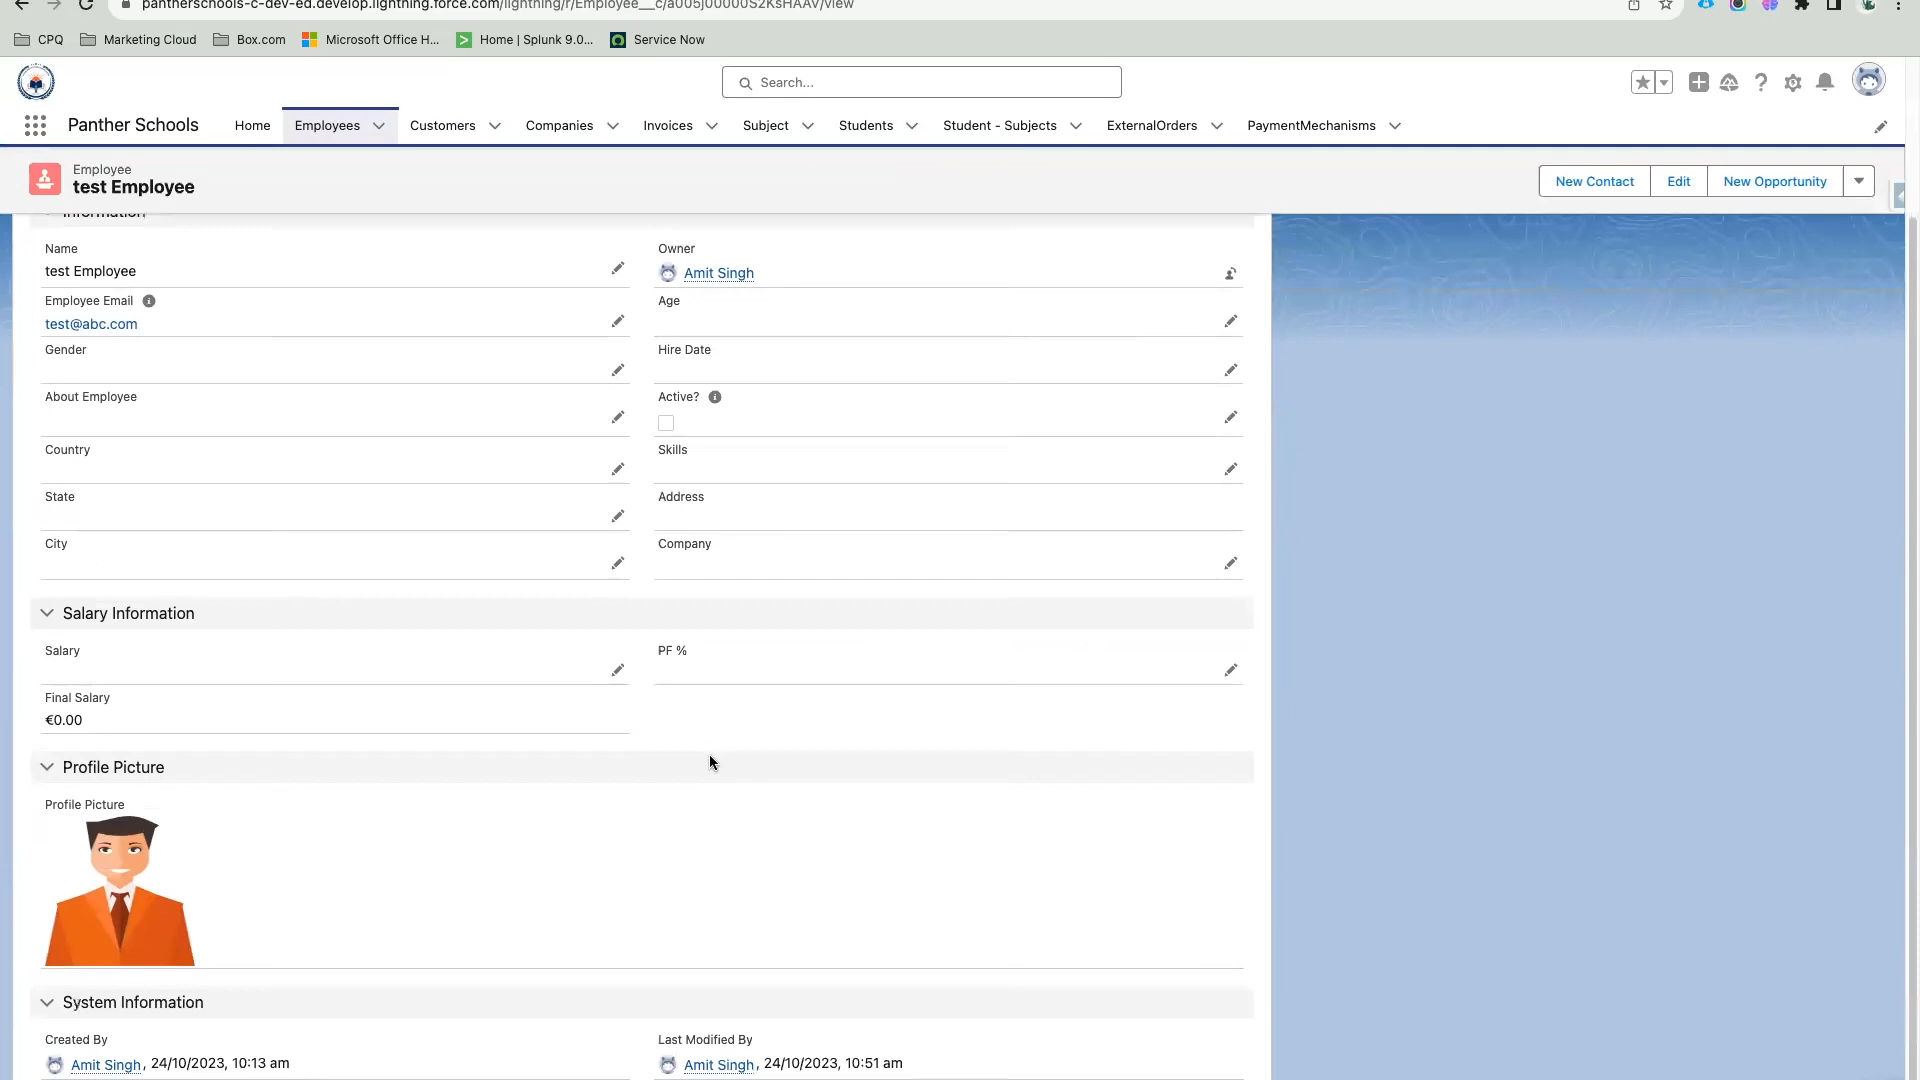 pantherschools-c-dev-ed.develop.lightning.force.com/lightning/r/Employee__c/a005j00000S2KsHAAV/view
CPQ
Marketing Cloud
Box.com
Microsoft Office H...
Home | Splunk 9.0...
Service Now
Search...
Panther Schools
Home
Employees
Customers
Companies
Invoices
Subject
Students
Student - Subjects
ExternalOrders
PaymentMechanisms
Employee
test Employee
New Contact
Edit
New Opportunity
Information
Name
test Employee
Owner
Amit Singh
Employee Email
test@abc.com
Age
Gender
Hire Date
About Employee
Active?
Country
Skills
State
Address
City
Company
Salary Information
Salary
PF %
Final Salary
€0.00
Profile Picture
Profile Picture
System Information
Created By
Amit Singh, 24/10/2023, 10:13 am
Last Modified By
Amit Singh, 24/10/2023, 10:51 am